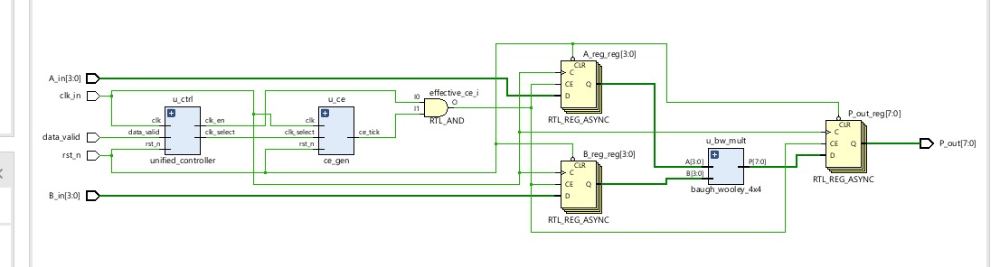 A_in[3:0]
clk_in
data_valid
rst_n
B_in[3:0]
u_ctrl
clk
data_valid
rst_n
clk_en
clk_select
unified_controller
u_ce
clk
clk_select
rst_n
ce_tick
ce_gen
effective_ce_i
I0
I1
O
RTL_AND
A_reg_reg[3:0]
CLR
C
CE
D
Q
RTL_REG_ASYNC
B_reg_reg[3:0]
CLR
C
CE
D
Q
RTL_REG_ASYNC
u_bw_mult
A[3:0]
B[3:0]
P[7:0]
baugh_wooley_4x4
P_out_reg[7:0]
CLR
C
CE
D
Q
RTL_REG_ASYNC
P_out[7:0]